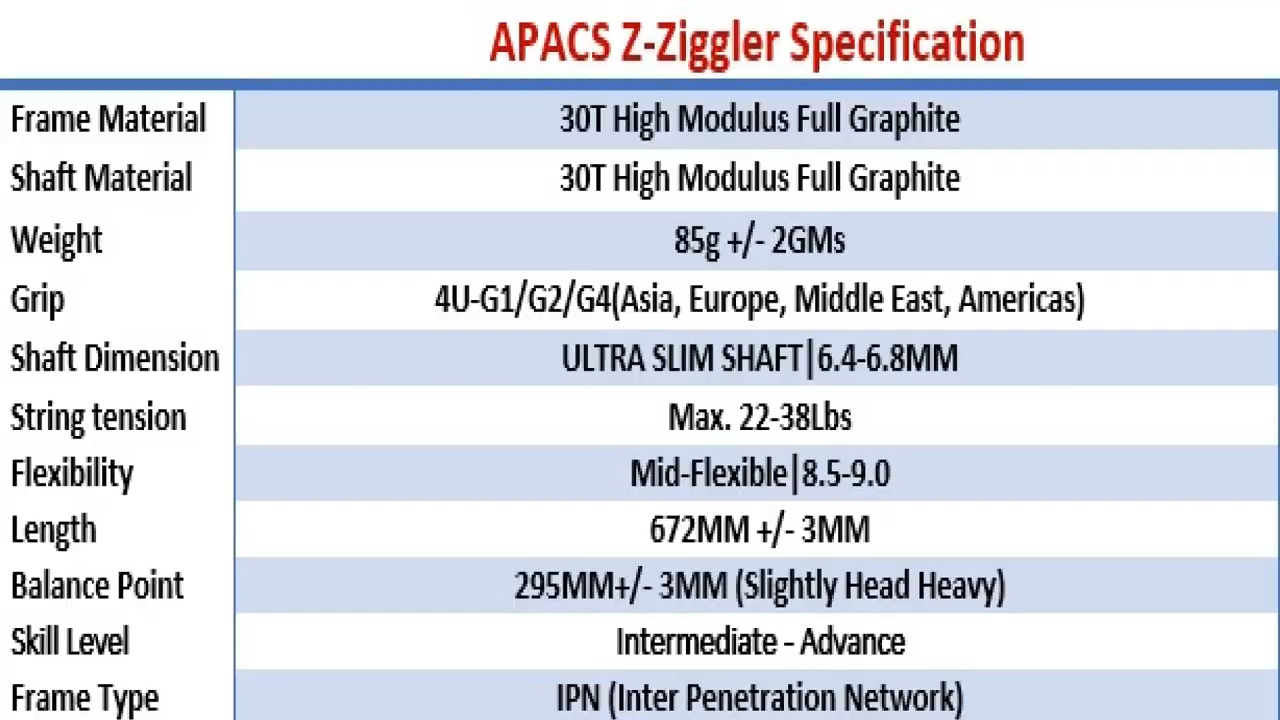 APACS Z-Ziggler Specification
Frame Material 30T High Modulus Full Graphite
Shaft Material 30T High Modulus Full Graphite
Weight 85g +/- 2GMs
Grip 4U-G1/G2/G4(Asia, Europe, Middle East, Americas)
Shaft Dimension ULTRA SLIM SHAFT|6.4-6.8MM
String tension Max. 22-38Lbs
Flexibility Mid-Flexible|8.5-9.0
Length 672MM +/- 3MM
Balance Point 295MM+/- 3MM (Slightly Head Heavy)
Skill Level Intermediate - Advance
Frame Type IPN (Inter Penetration Network)